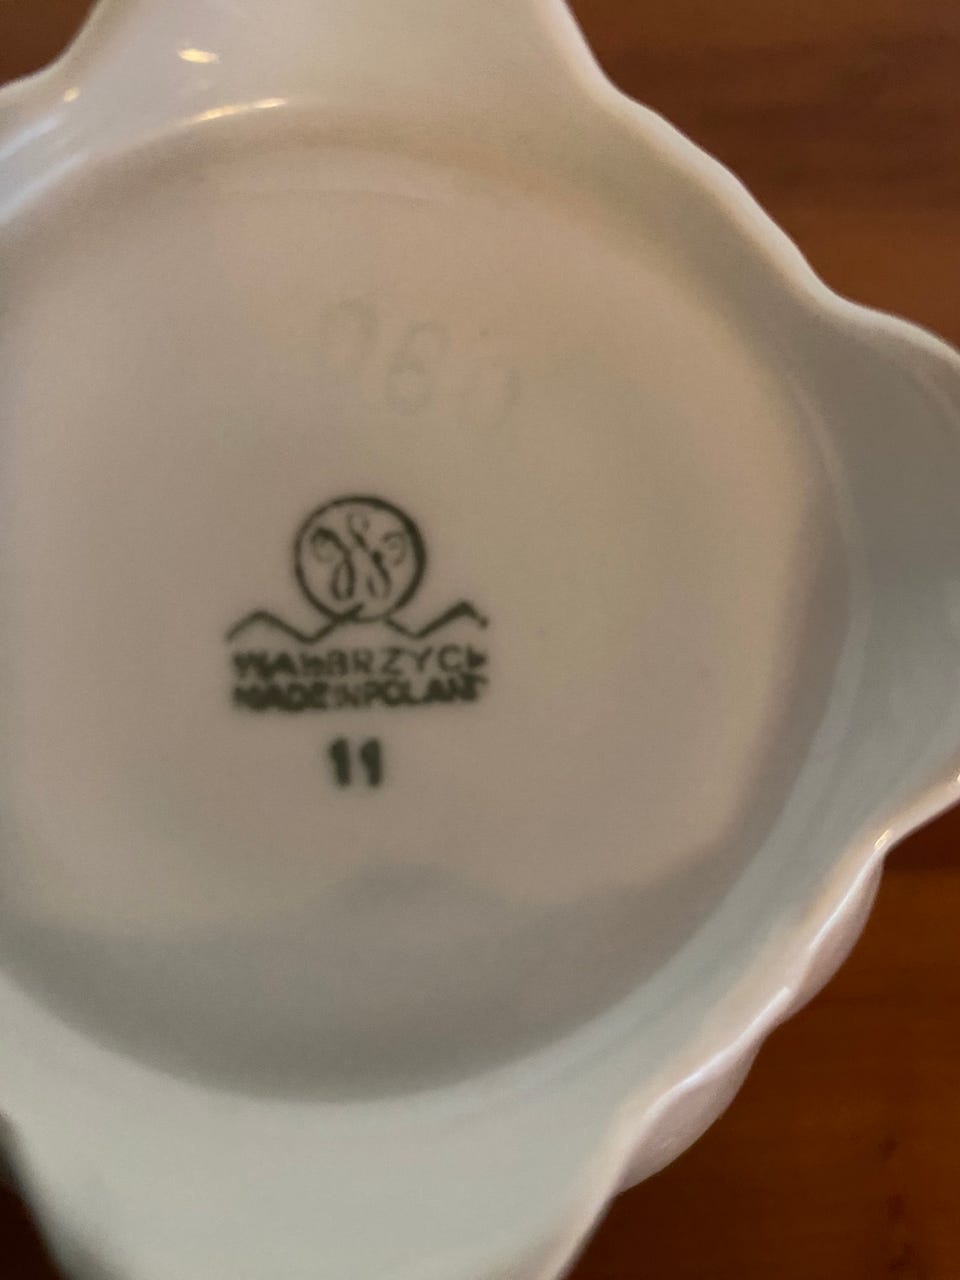 WAŁBRZYCH
MADE IN POLAND
11